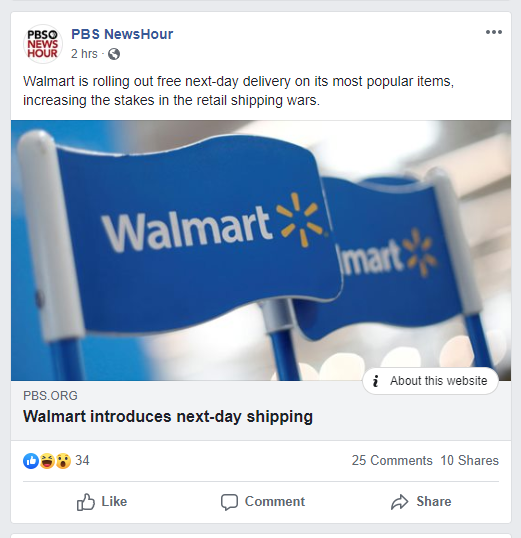 PBS
NEWS
HOUR
PBS NewsHour
2 hrs ·
Walmart is rolling out free next-day delivery on its most popular items,
increasing the stakes in the retail shipping wars.
Walmart
lmart
i About this website
PBS.ORG
Walmart introduces next-day shipping
34
25 Comments 10 Shares
Like
Comment
Share